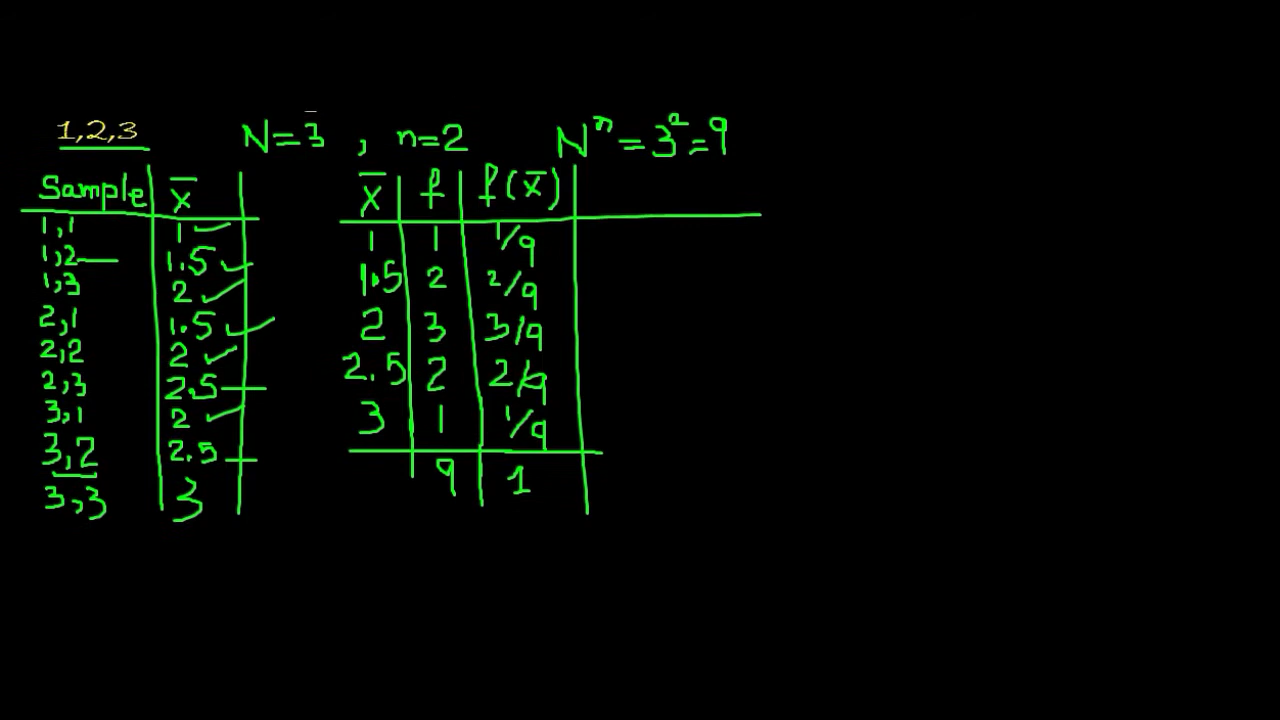 1,2,3 N=3 , n=2 Nⁿ = 3² = 9
Sample x̄ x̄ f f(x̄)
1,1 1 1 1 1/9
1,2 1.5 1.5 2 2/9
1,3 2 2 3 3/9
2,1 1.5 2.5 2 2/9
2,2 2 3 1 1/9
2,3 2.5 9 1
3,1 2
3,2 2.5
3,3 3